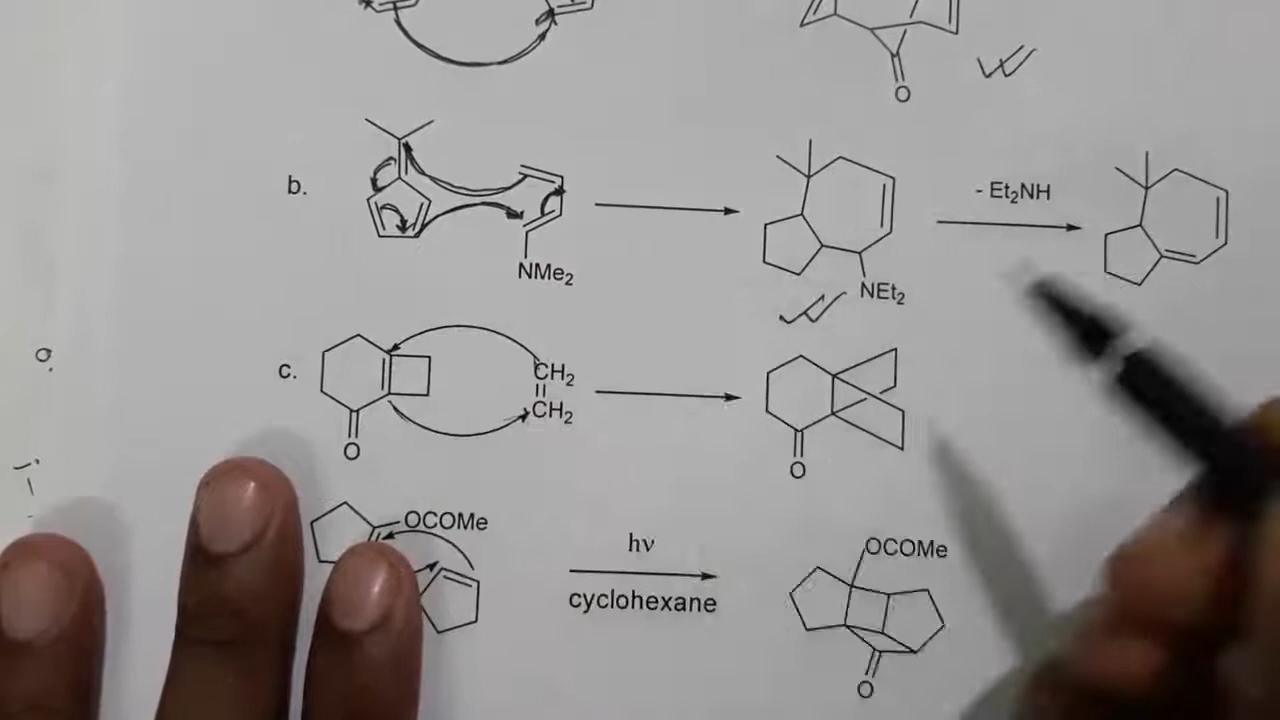 O
b.
- Et₂NH
NMe₂
NEt₂
c.
CH₂
CH₂
O
O
OCOMe
hν
cyclohexane
OCOMe
O